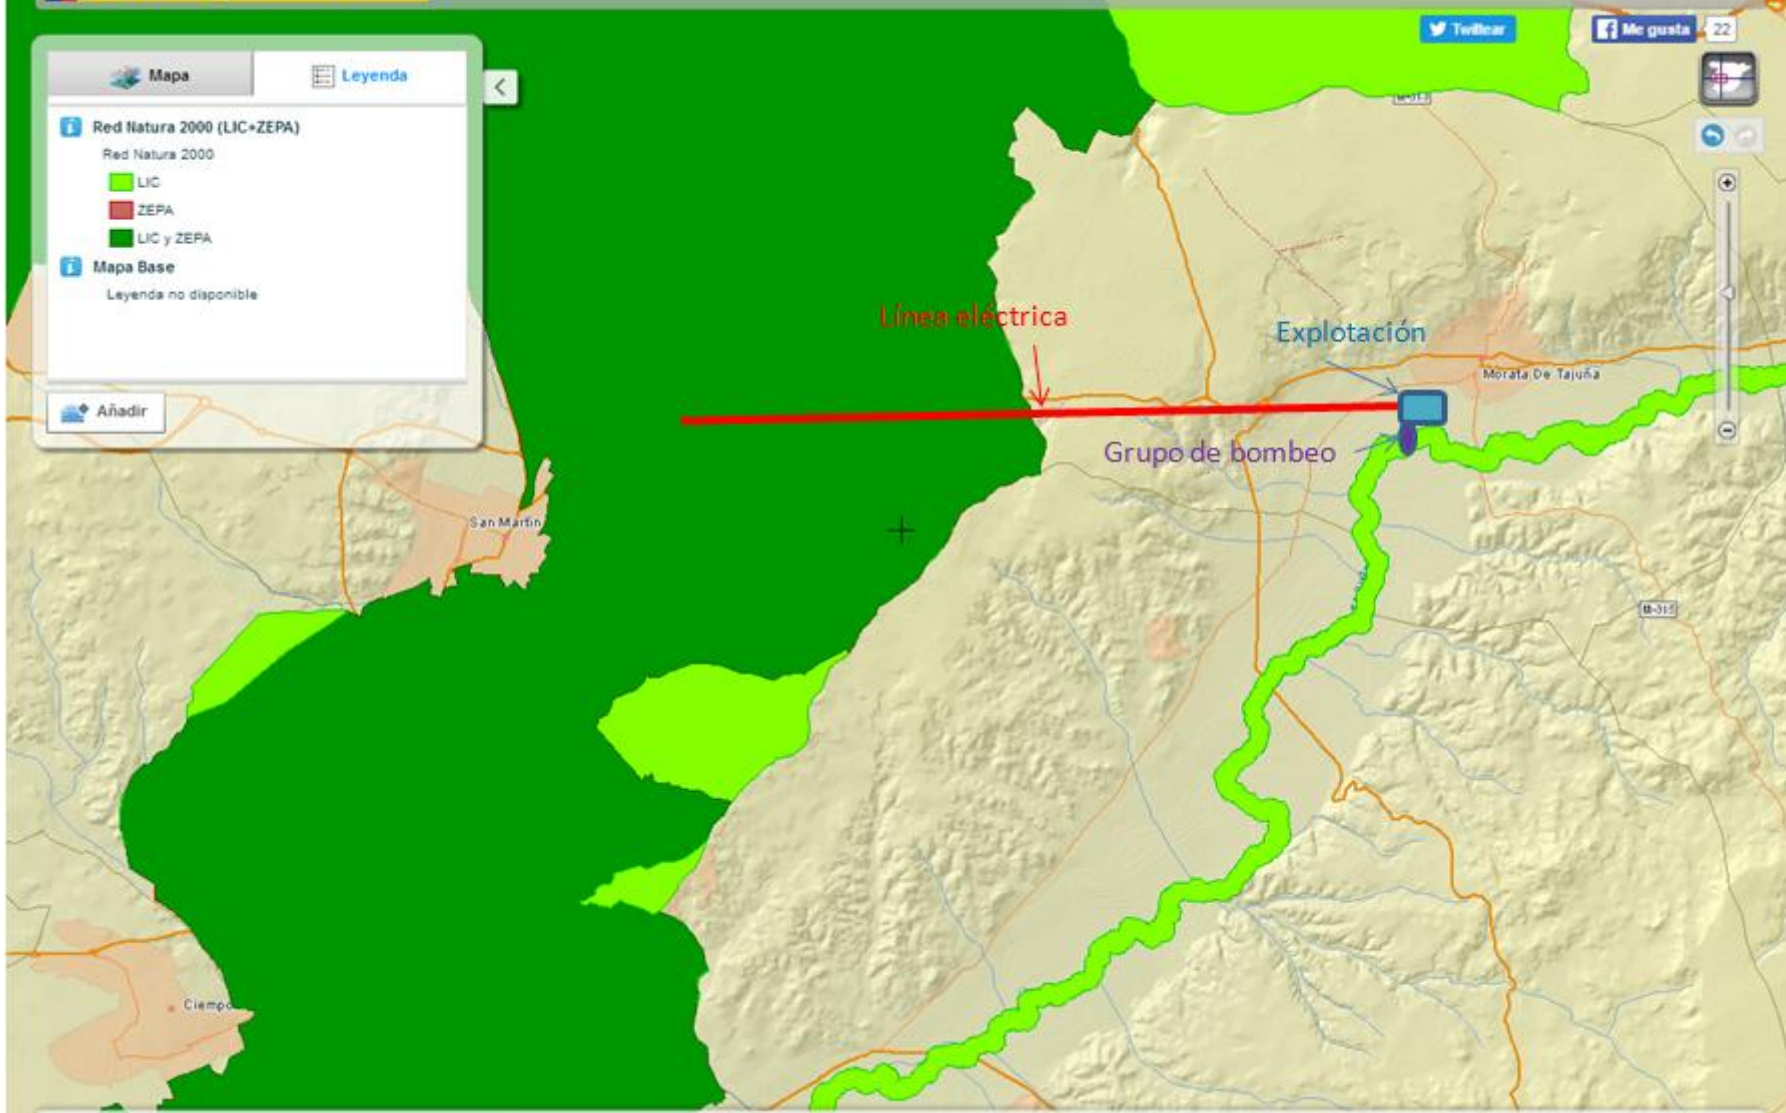 Twittear
Me gusta
22
Mapa
Leyenda
Red Natura 2000 (LIC+ZEPA)
Red Natura 2000
LIC
ZEPA
LIC y ZEPA
Mapa Base
Leyenda no disponible
Añadir
Línea eléctrica
Explotación
Morata De Tajuña
Grupo de bombeo
San Martin
M-315
Ciempo